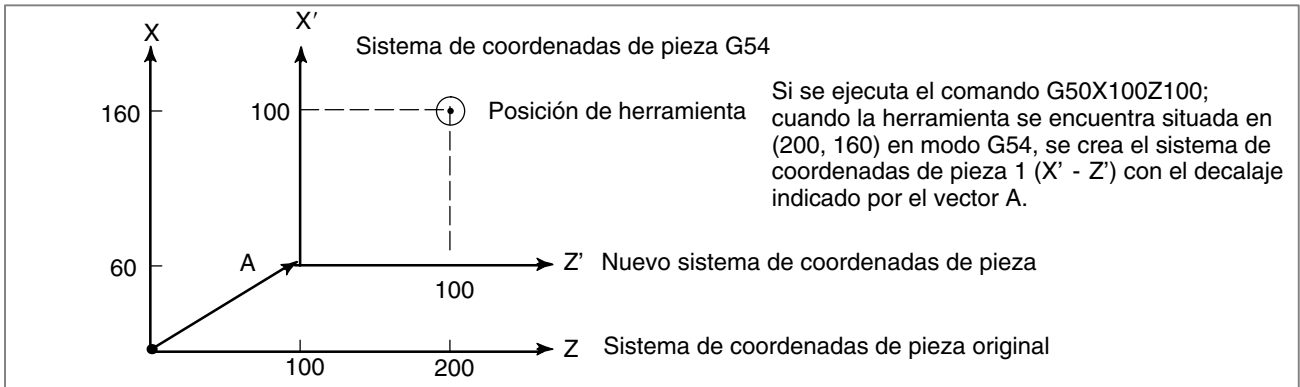 X
X′
Sistema de coordenadas de pieza G54
160
100
Posición de herramienta
Si se ejecuta el comando G50X100Z100;
cuando la herramienta se encuentra situada en
(200, 160) en modo G54, se crea el sistema de
coordenadas de pieza 1 (X’ - Z’) con el decalaje
indicado por el vector A.
60
A
Z’ Nuevo sistema de coordenadas de pieza
100
Z Sistema de coordenadas de pieza original
100
200